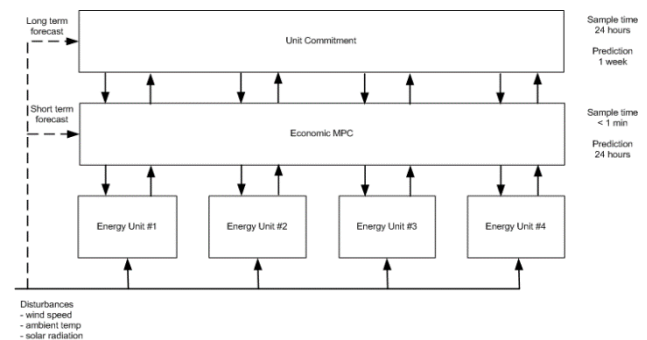 Long term
forecast
Unit Commitment
Sample time
24 hours
Prediction
1 week
Short term
forecast
Economic MPC
Sample time
< 1 min
Prediction
24 hours
Energy Unit #1
Energy Unit #2
Energy Unit #3
Energy Unit #4
Disturbances
- wind speed
- ambient temp
- solar radiation